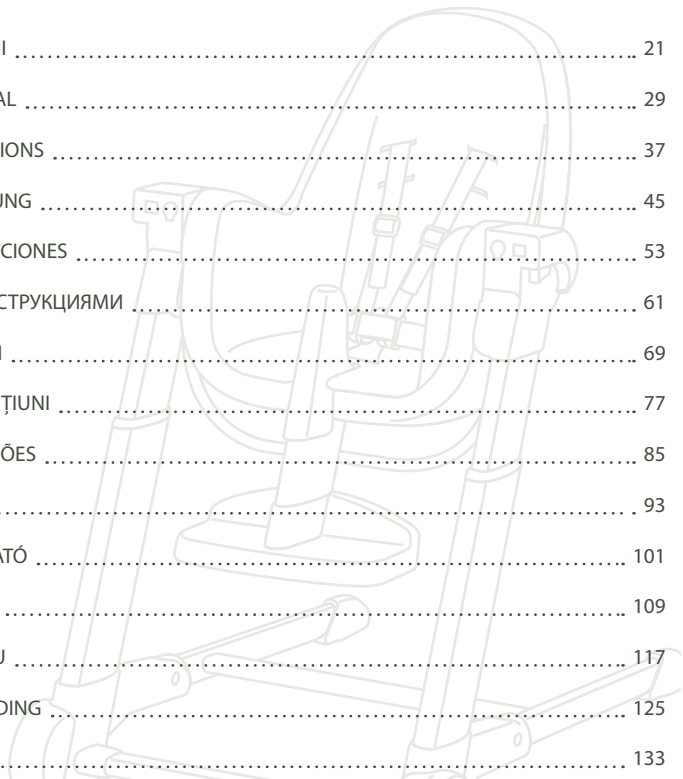 I ........ 21
AL ........ 29
IONS ........ 37
UNG ........ 45
CIONES ........ 53
СТРУКЦИЯМИ ........ 61
I ........ 69
ȚIUNI ........ 77
ÕES ........ 85
........ 93
ATÓ ........ 101
........ 109
U ........ 117
DING ........ 125
........ 133